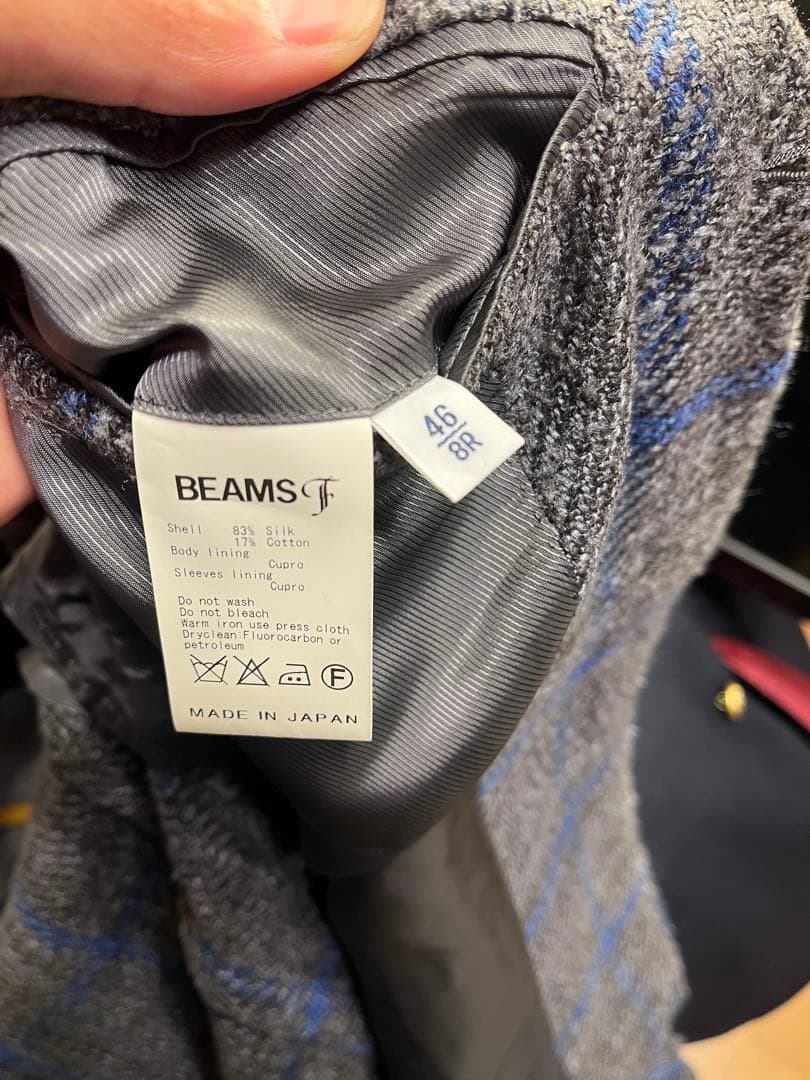 46
8R
BEAMS F
Shell 83% Silk
17% Cotton
Body lining
Cupro
Sleeves lining
Cupro
Do not wash
Do not bleach
Warm iron use press cloth
Dryclean:Fluorocarbon or
petroleum
F
MADE IN JAPAN